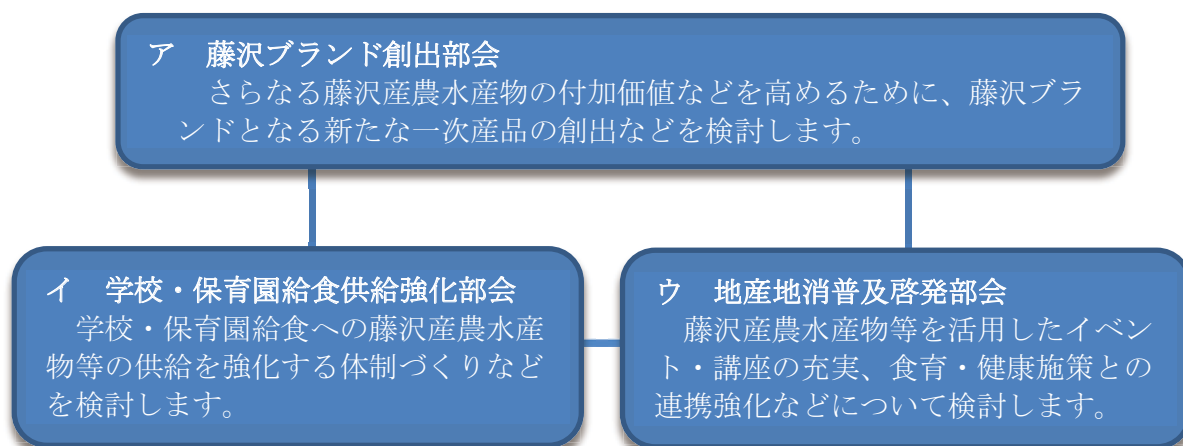 ア 藤沢ブランド創出部会
さらなる藤沢産農水産物の付加価値などを高めるために、藤沢ブラ
ンドとなる新たな一次産品の創出などを検討します。
イ 学校・保育園給食供給強化部会
学校・保育園給食への藤沢産農水産
物等の供給を強化する体制づくりなど
を検討します。
ウ 地産地消普及啓発部会
藤沢産農水産物等を活用したイベン
ト・講座の充実、食育・健康施策との
連携強化などについて検討します。